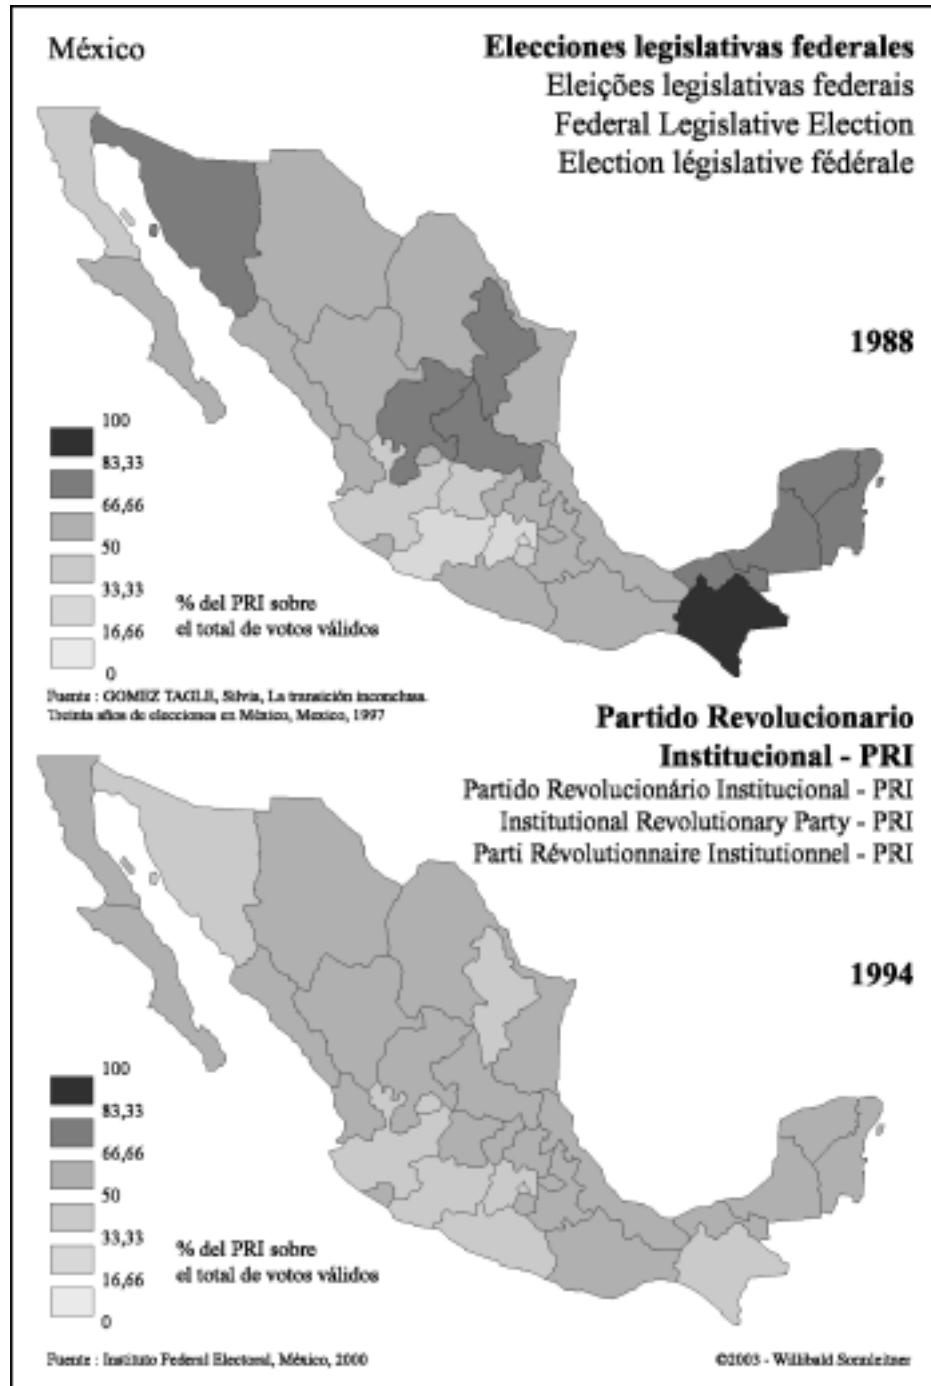 México
Elecciones legislativas federales
Eleições legislativas federais
Federal Legislative Election
Election législative fédérale
1988
100
83,33
66,66
50
33,33
16,66
0
% del PRI sobre
el total de votos válidos
Fuente : GOMEZ TAGLE, Silvia, La transición inconclusa.
Treinta años de elecciones en México, Mexico, 1997
Partido Revolucionario
Institucional - PRI
Partido Revolucionário Institucional - PRI
Institutional Revolutionary Party - PRI
Parti Révolutionnaire Institutionnel - PRI
1994
100
83,33
66,66
50
33,33
16,66
0
% del PRI sobre
el total de votos válidos
Fuente : Instituto Federal Electoral, México, 2000
©2003 - Willibald Sonnleitner